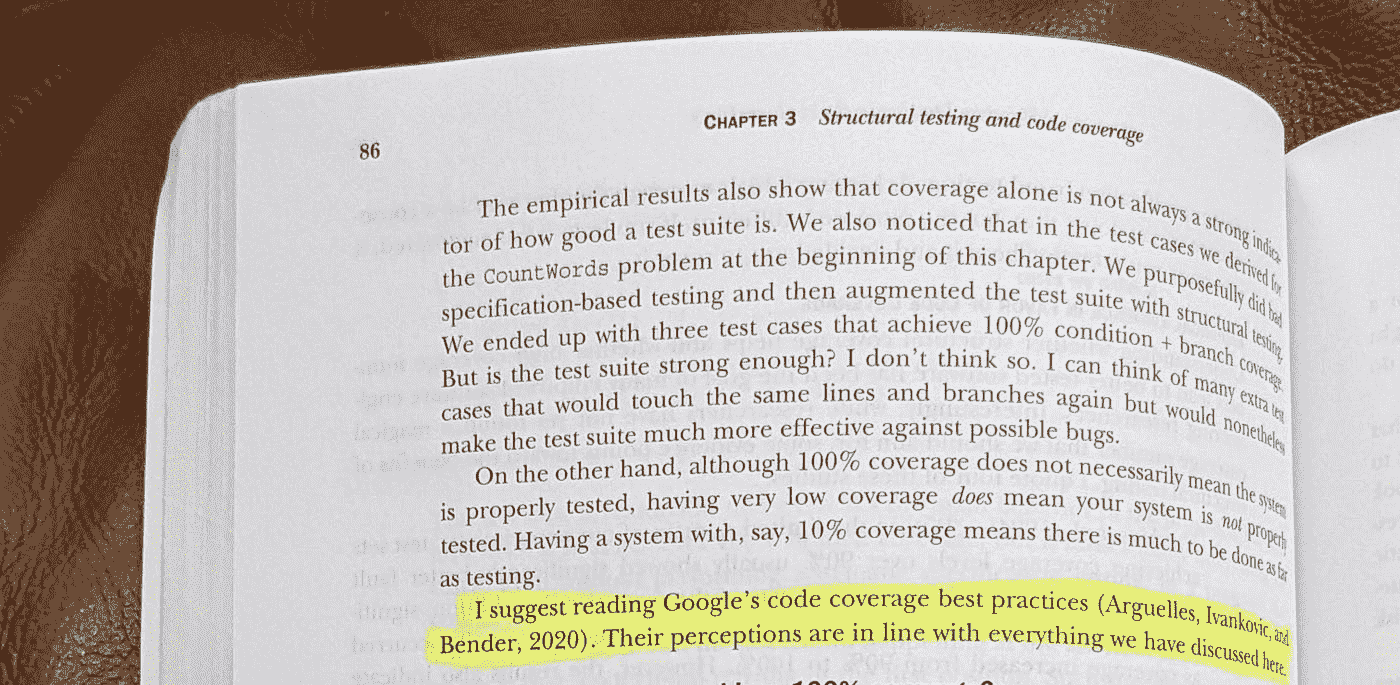 86
CHAPTER 3 Structural testing and code coverage
The empirical results also show that coverage alone is not always a strong indica-
tor of how good a test suite is. We also noticed that in the test cases we derived for
the CountWords problem at the beginning of this chapter. We purposefully did bad
specification-based testing and then augmented the test suite with structural testing.
We ended up with three test cases that achieve 100% condition + branch coverage.
But is the test suite strong enough? I don't think so. I can think of many extra test
cases that would touch the same lines and branches again but would nonetheless
make the test suite much more effective against possible bugs.
On the other hand, although 100% coverage does not necessarily mean the system
is properly tested, having very low coverage does mean your system is not properly
tested. Having a system with, say, 10% coverage means there is much to be done as far
as testing.
I suggest reading Google's code coverage best practices (Arguelles, Ivankovic, and
Bender, 2020). Their perceptions are in line with everything we have discussed here.